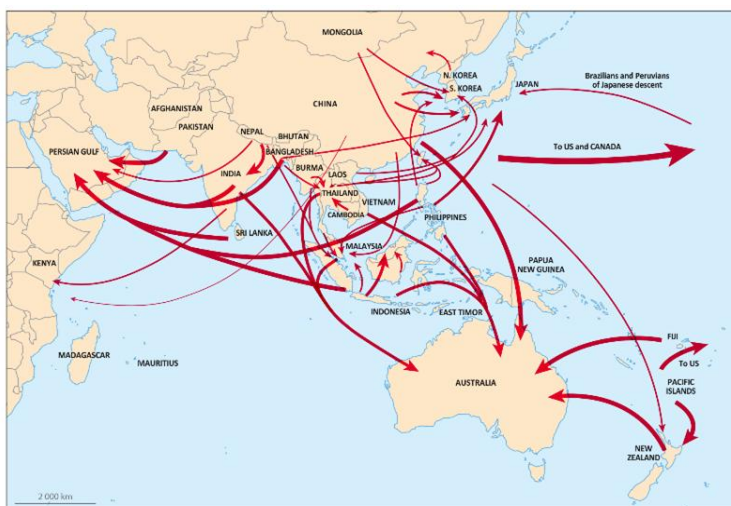 MONGOLIA
N. KOREA
S. KOREA
JAPAN
Brazilians and Peruvians
of Japanese descent
CHINA
AFGHANISTAN
PAKISTAN
NEPAL
BHUTAN
BANGLADESH
PERSIAN GULF
To US and CANADA
INDIA
BURMA
LAOS
THAILAND
VIETNAM
CAMBODIA
PHILIPPINES
SRI LANKA
MALAYSIA
KENYA
PAPUA
NEW GUINEA
INDONESIA
EAST TIMOR
MADAGASCAR
MAURITIUS
FIJI
To US
PACIFIC
ISLANDS
AUSTRALIA
NEW
ZEALAND
2 000 km